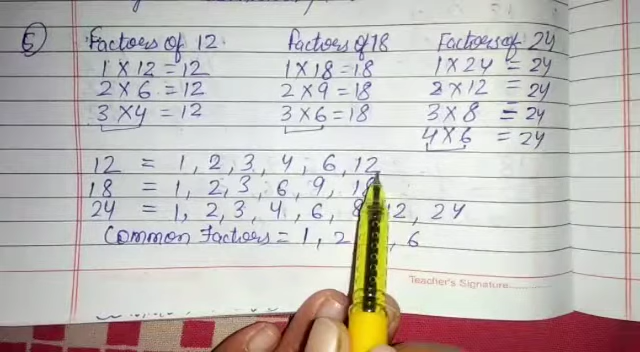 5
Factors of 12 Factors of 18 Factors of 24
1 X 12 = 12 1 X 18 = 18 1 X 24 = 24
2 X 6 = 12 2 X 9 = 18 2 X 12 = 24
3 X 4 = 12 3 X 6 = 18 3 X 8 = 24
4 X 6 = 24
12 = 1, 2, 3, 4, 6, 12
18 = 1, 2, 3, 6, 9,
24 = 1, 2, 3, 4, 6, 24
Common Factors = 1, 2 , 6
Teacher's Signature